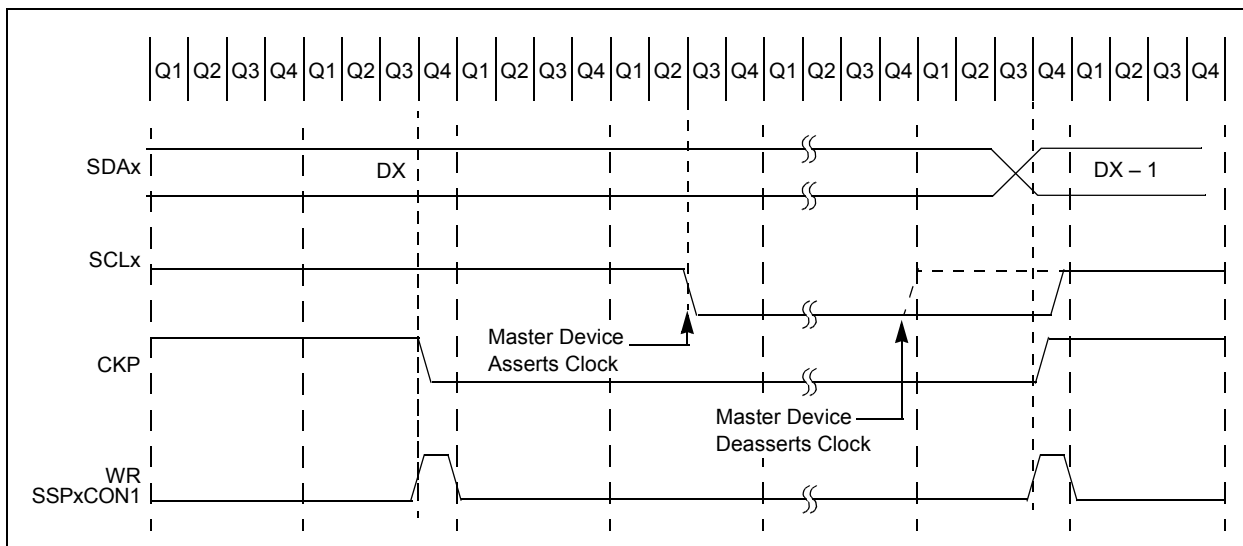 Q1 Q2 Q3 Q4 Q1 Q2 Q3 Q4 Q1 Q2 Q3 Q4 Q1 Q2 Q3 Q4 Q1 Q2 Q3 Q4 Q1 Q2 Q3 Q4 Q1 Q2 Q3 Q4
SDAx
DX
DX – 1
SCLx
Master Device
Asserts Clock
CKP
Master Device
Deasserts Clock
WR
SSPxCON1